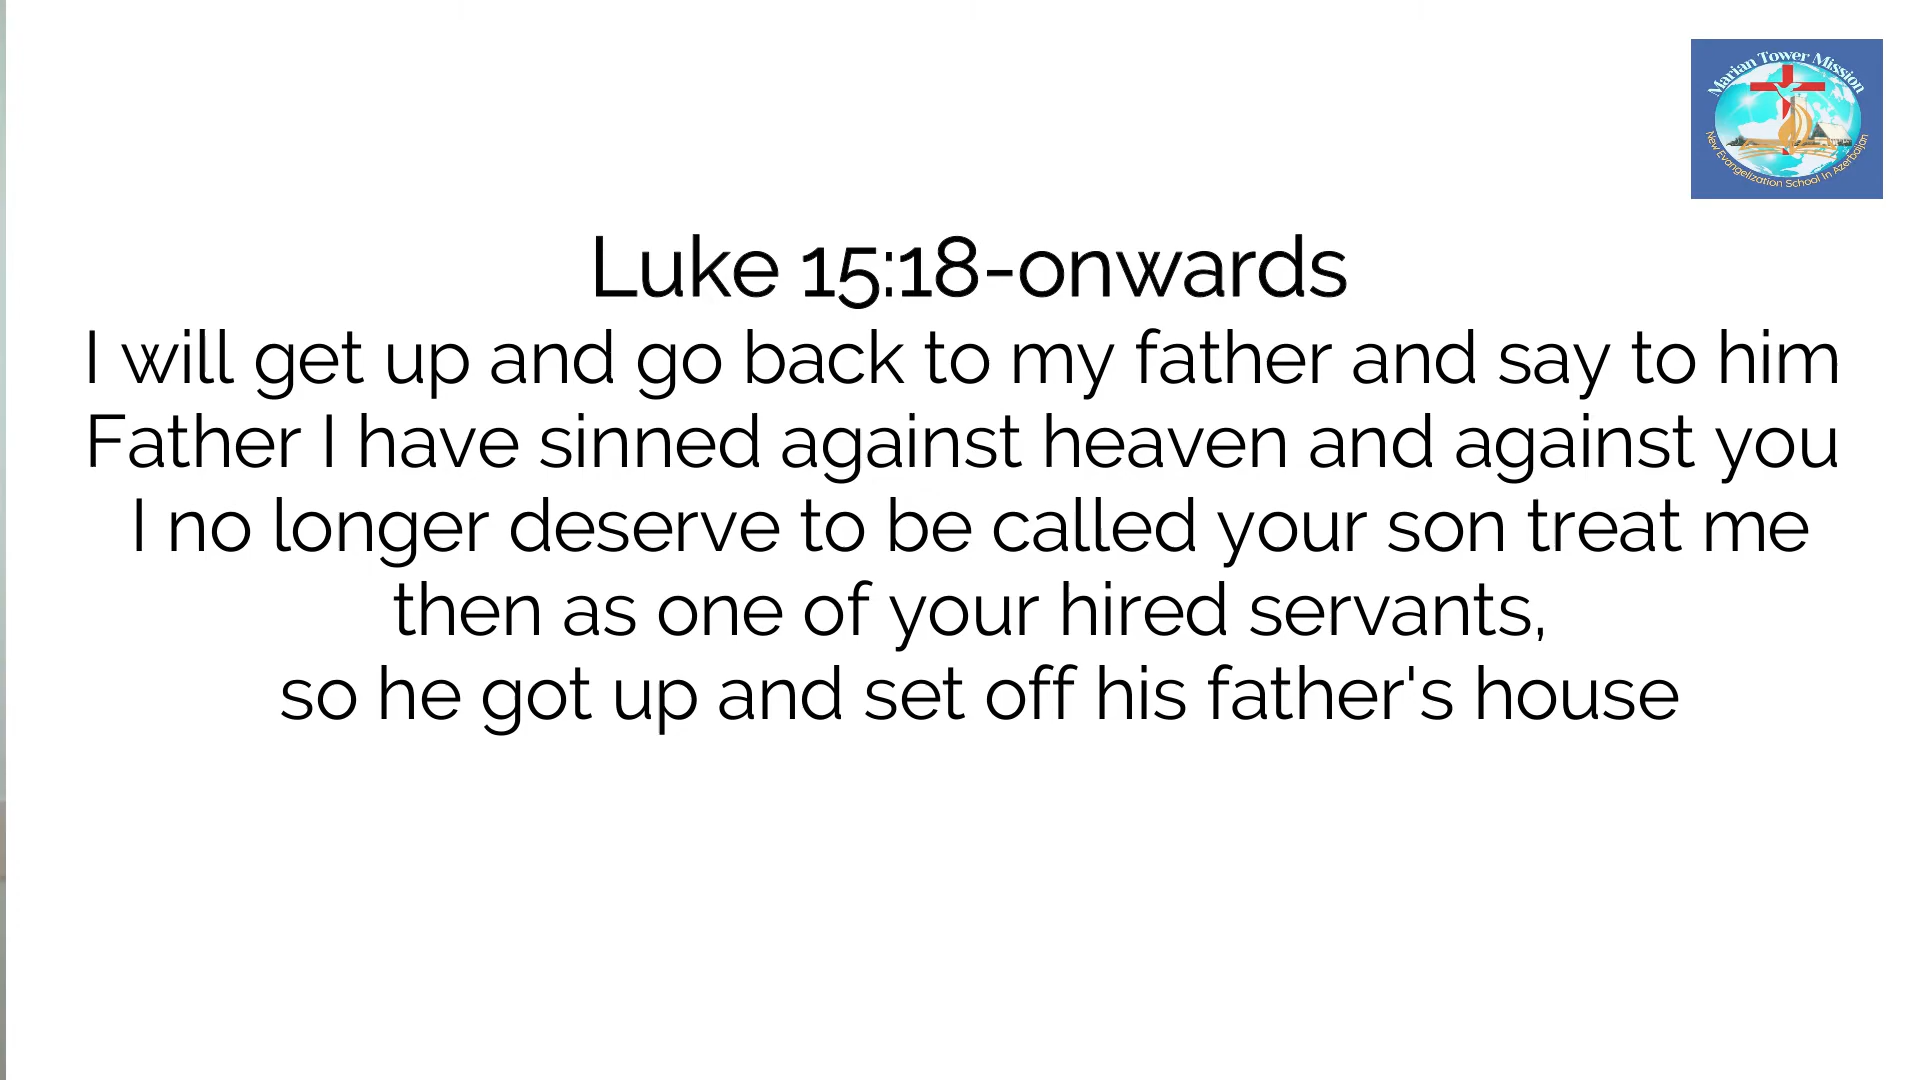 Marian Tower Mission
New Evangelization School In Azerbaijan
Luke 15:18-onwards
I will get up and go back to my father and say to him
Father I have sinned against heaven and against you
I no longer deserve to be called your son treat me
then as one of your hired servants,
so he got up and set off his father's house